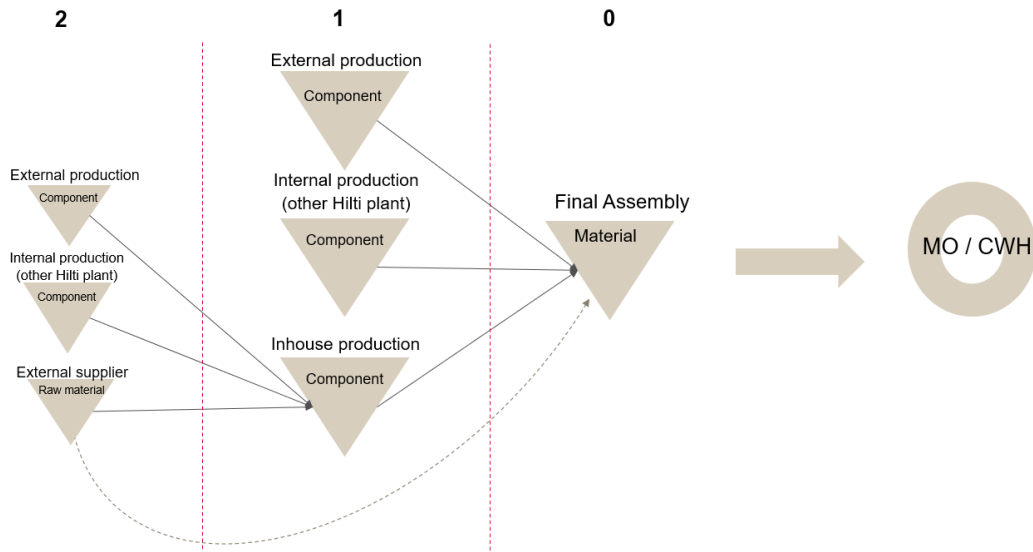 2
1
0
External production
Component
Internal production
(other Hilti plant)
Component
Inhouse production
Component
External production
Component
Internal production
(other Hilti plant)
Component
External supplier
Raw material
Final Assembly
Material
MO / CWH